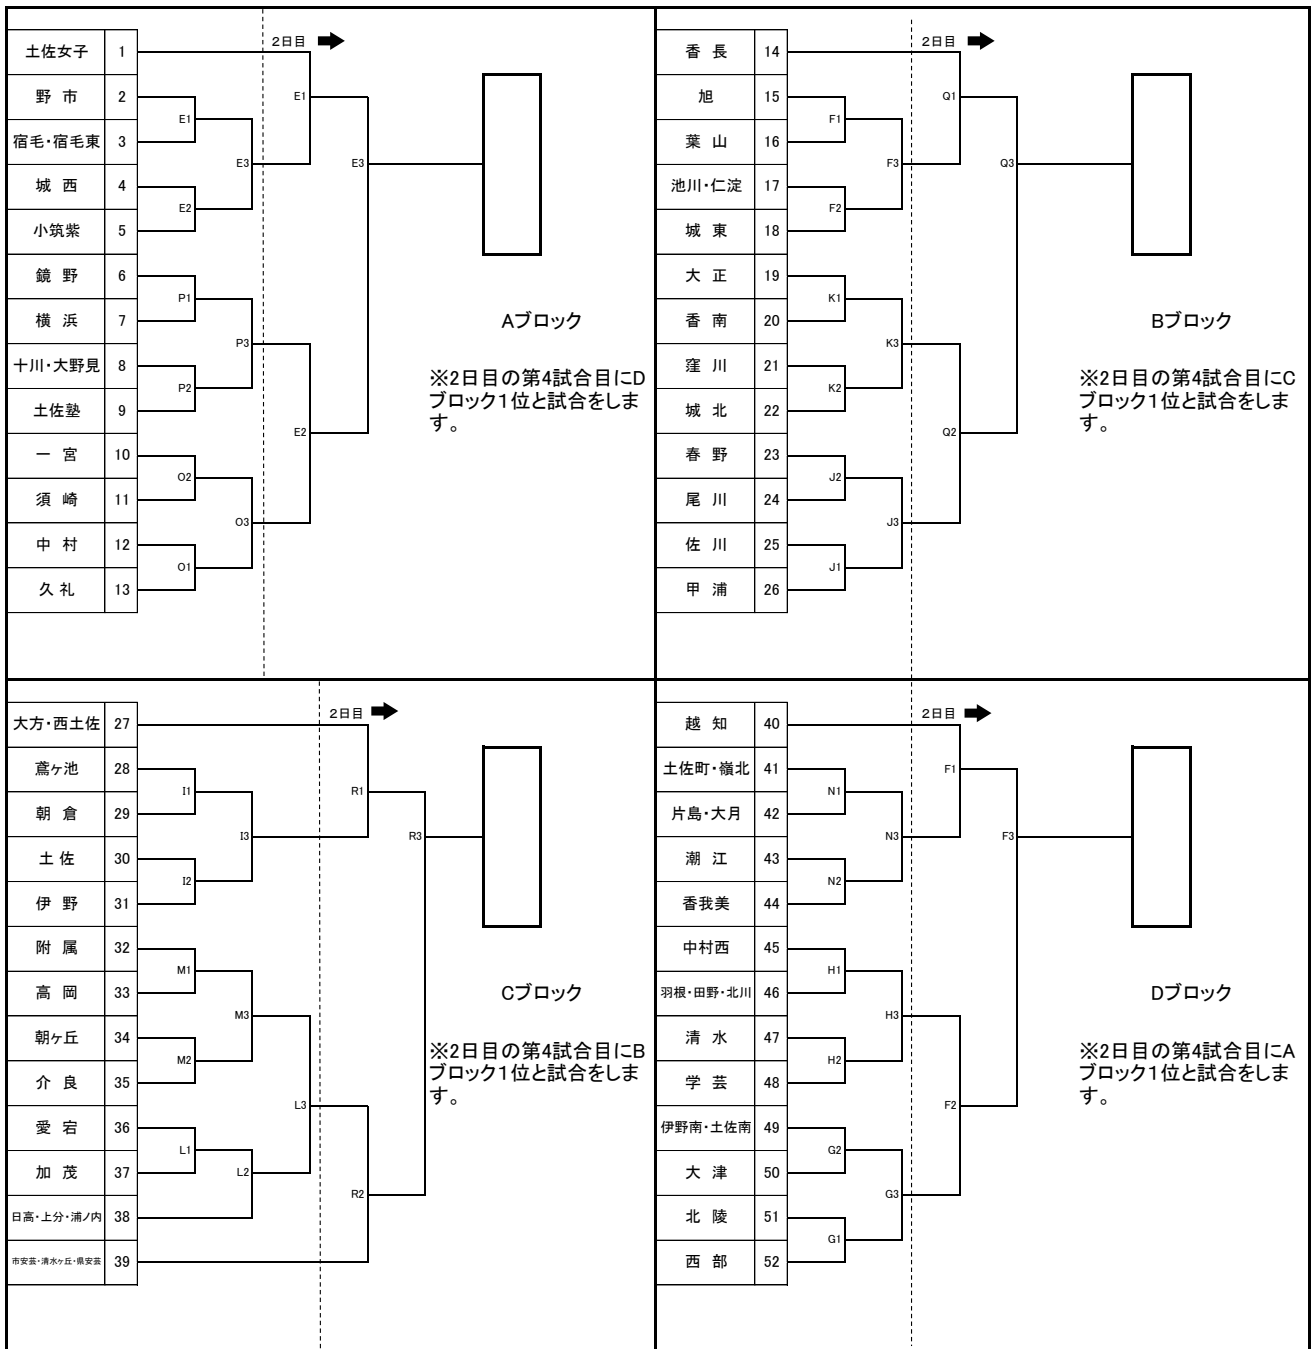 2日目
土佐女子 1
野 市 2
宿毛・宿毛東 3
城 西 4
小筑紫 5
鏡 野 6
横 浜 7
十川・大野見 8
土佐塾 9
一 宮 10
須 崎 11
中 村 12
久 礼 13
E1
E1
E3
E3
E2
P1
P3
P2
E2
O2
O3
O1
Aブロック
※2日目の第4試合目にD
ブロック1位と試合をしま
す。
2日目
香 長 14
旭 15
葉 山 16
池川・仁淀 17
城 東 18
大 正 19
香 南 20
窪 川 21
城 北 22
春 野 23
尾 川 24
佐 川 25
甲 浦 26
Q1
F1
F3
Q3
F2
K1
K3
K2
Q2
J2
J3
J1
Bブロック
※2日目の第4試合目にC
ブロック1位と試合をしま
す。
2日目
大方・西土佐 27
鳶ヶ池 28
朝 倉 29
土 佐 30
伊 野 31
附 属 32
高 岡 33
朝ヶ丘 34
介 良 35
愛 宕 36
加 茂 37
日高・上分・浦ノ内 38
市安芸・清水ヶ丘・県安芸 39
I1
R1
I3
R3
I2
M1
M3
M2
L3
L1
L2
R2
Cブロック
※2日目の第4試合目にB
ブロック1位と試合をしま
す。
2日目
越 知 40
土佐町・嶺北 41
片島・大月 42
潮 江 43
香我美 44
中村西 45
羽根・田野・北川 46
清 水 47
学 芸 48
伊野南・土佐南 49
大 津 50
北 陵 51
西 部 52
F1
N1
N3
F3
N2
H1
H3
H2
F2
G2
G3
G1
Dブロック
※2日目の第4試合目にA
ブロック1位と試合をしま
す。